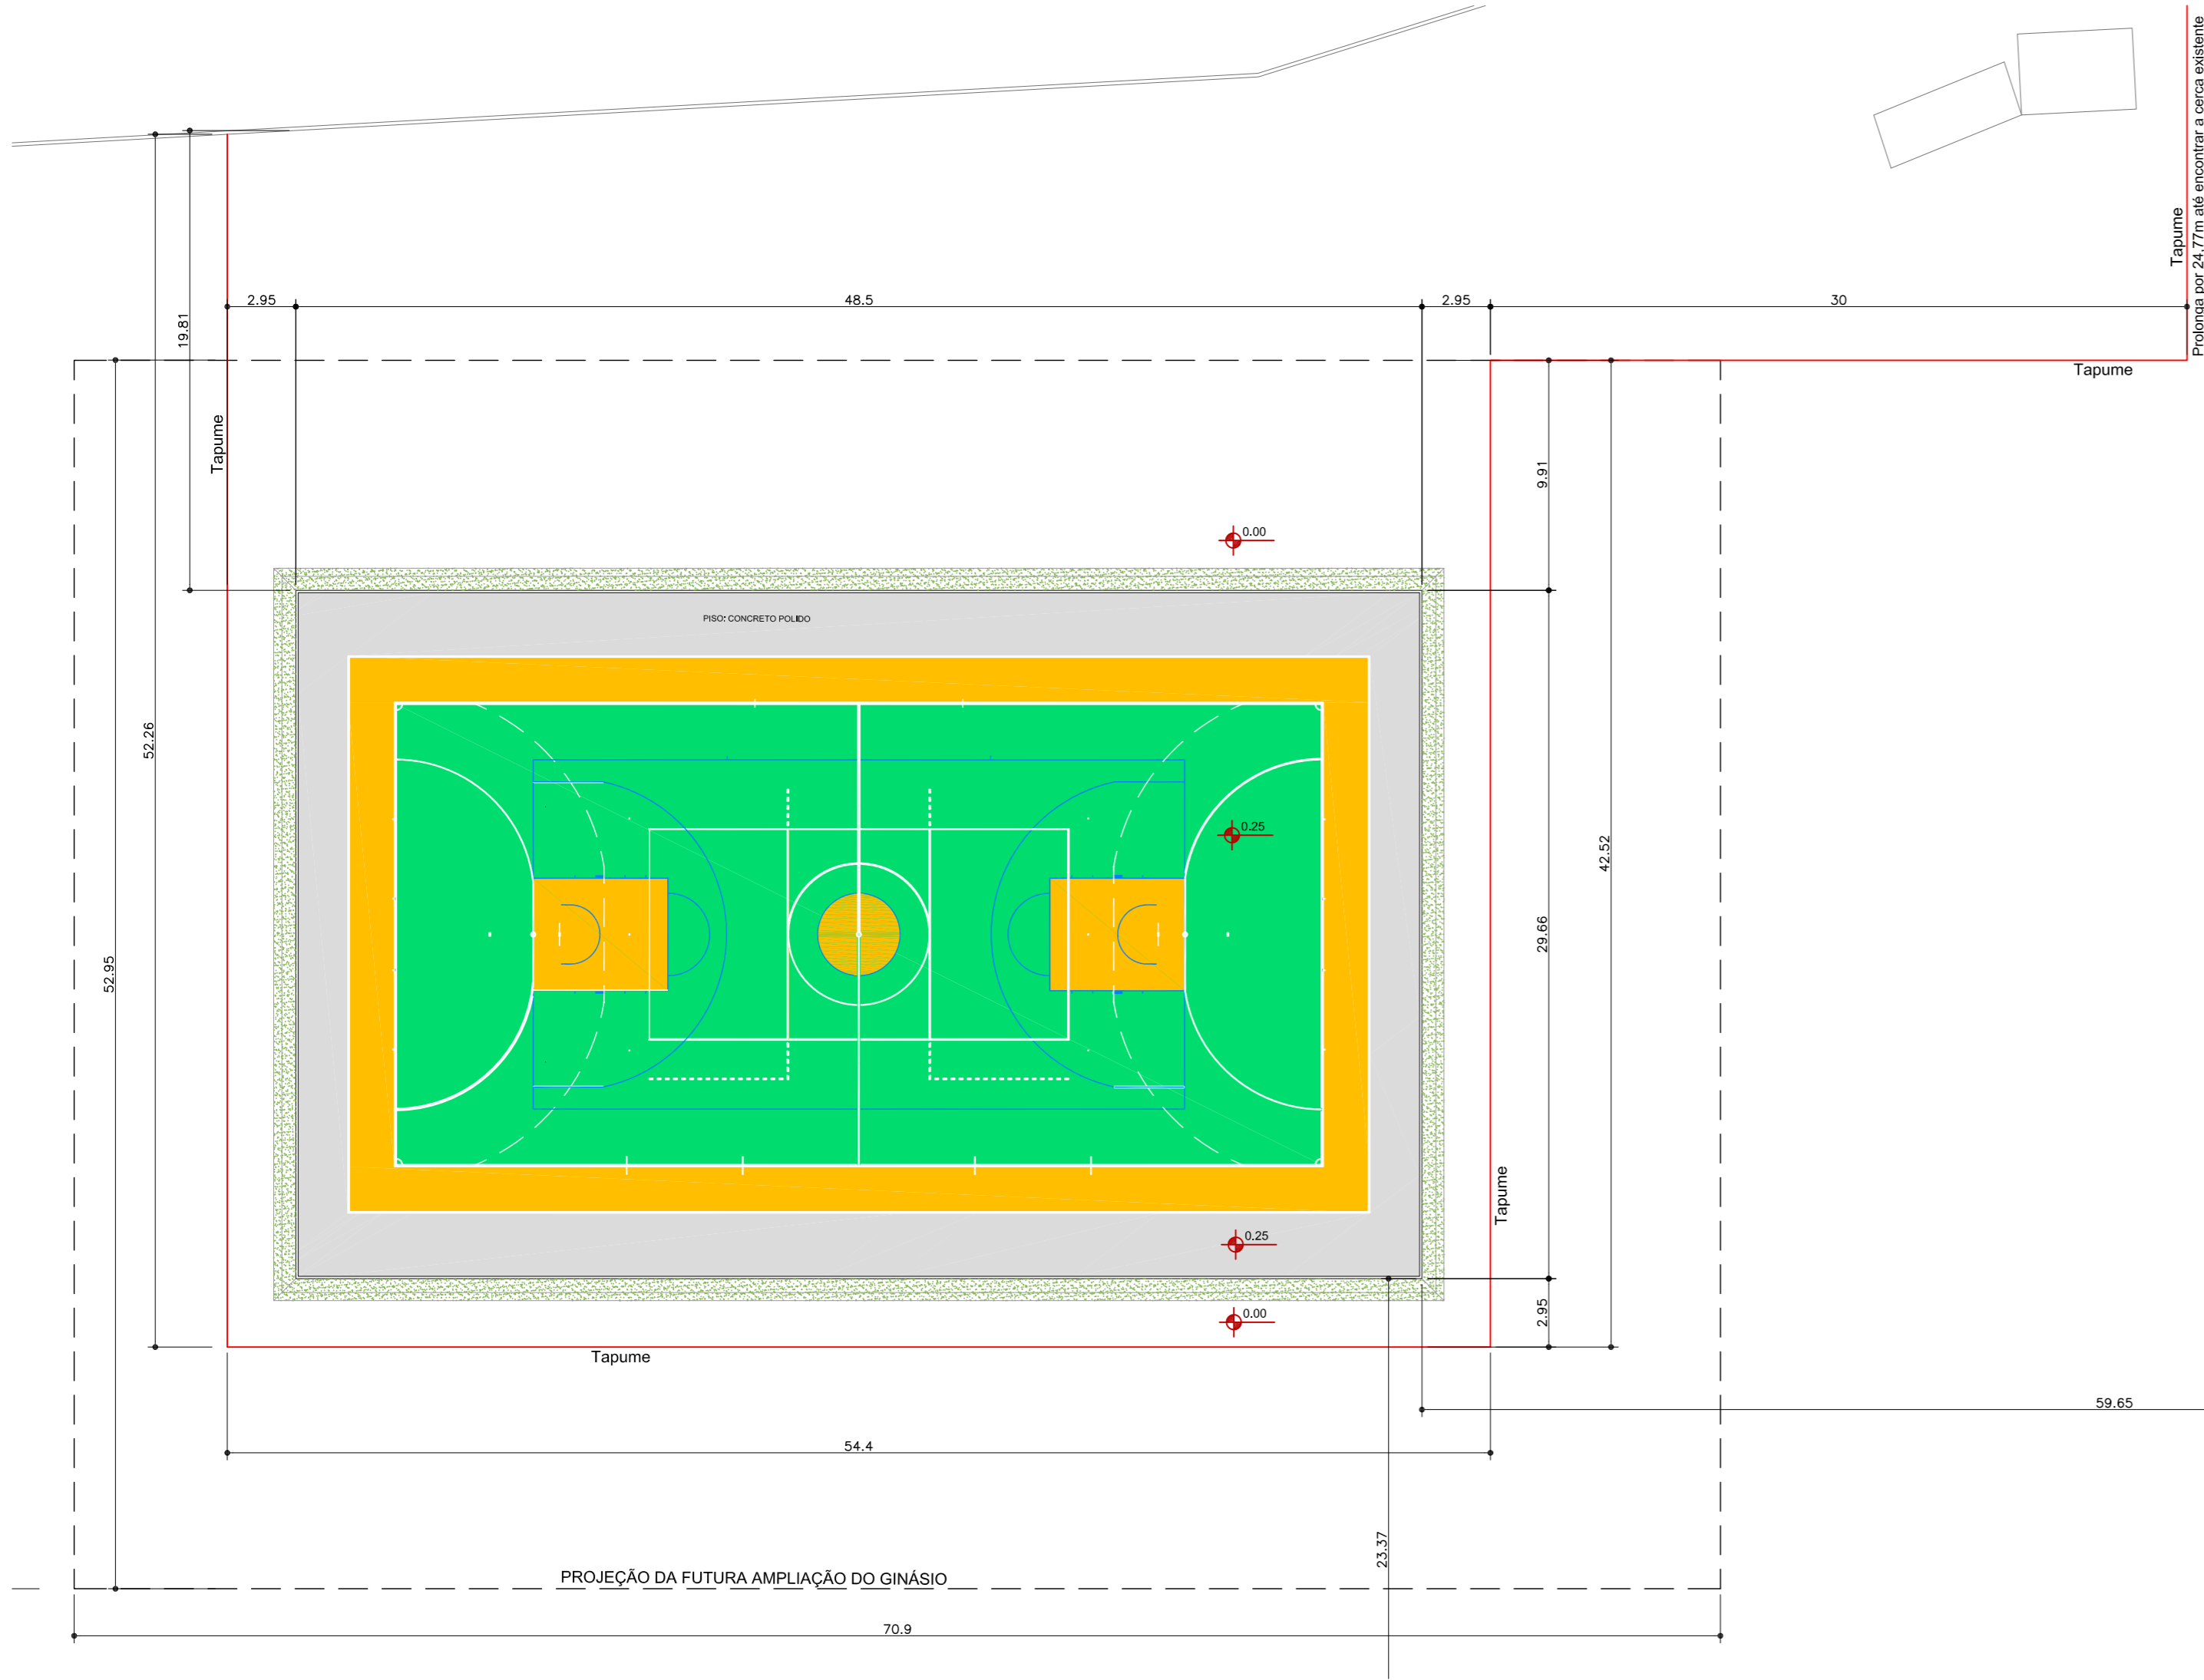 Prolonga por 24.77m até encontrar a cerca existente
Tapume
2.95
48.5
2.95
30
19.81
Tapume
Tapume
9.91
0.00
PISO: CONCRETO POLIDO
52.26
0.25
42.52
29.66
52.95
Tapume
0.25
0.00
2.95
Tapume
59.65
54.4
23.37
PROJEÇÃO DA FUTURA AMPLIAÇÃO DO GINÁSIO
70.9